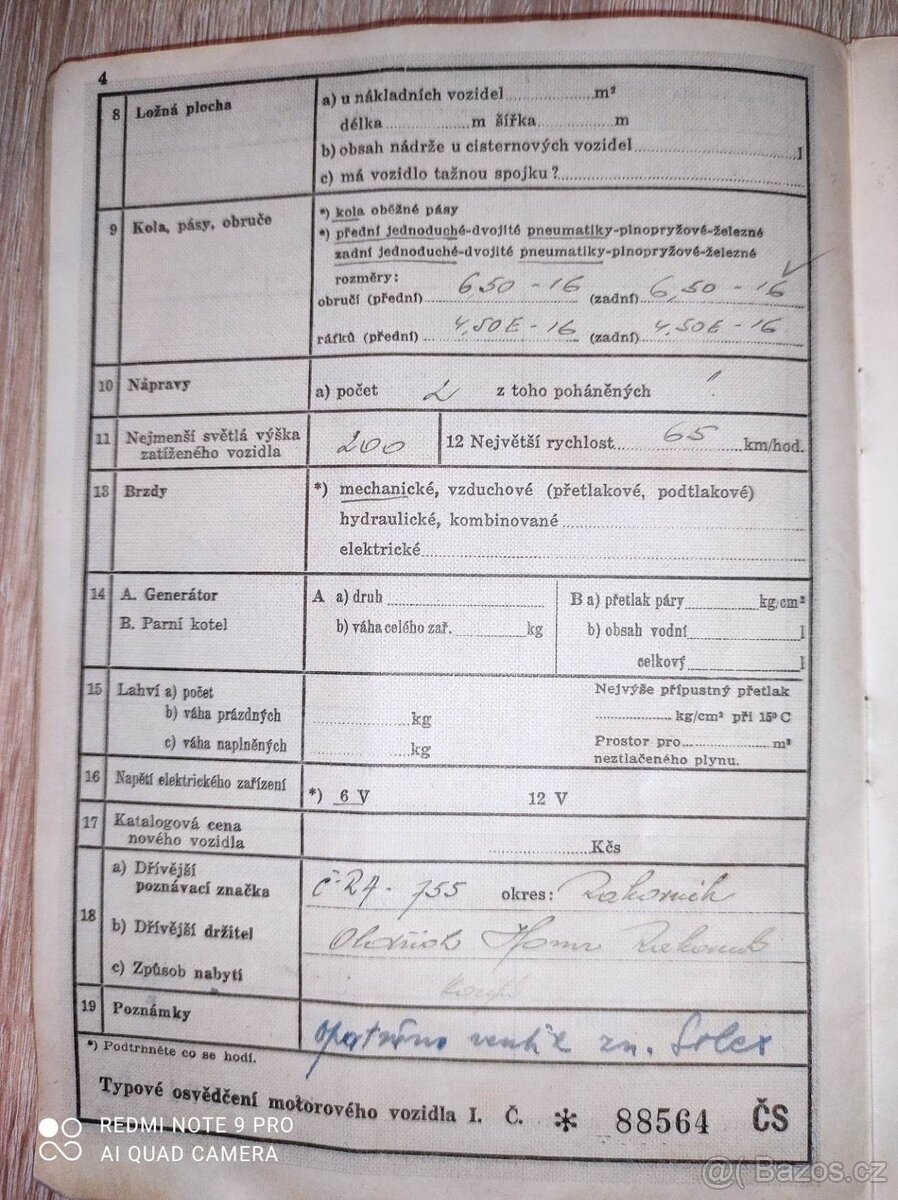 4
8 Ložná plocha
a) u nákladních vozidel m²
délka m šířka m
b) obsah nádrže u cisternových vozidel l
c) má vozidlo tažnou spojku?
9 Kola, pásy, obruče
*) kola oběžné pásy
*) přední jednoduché-dvojité pneumatiky-plnopryžové-železné
zadní jednoduché-dvojité pneumatiky-plnopryžové-železné
rozměry:
obručí (přední) 6,50 - 16 (zadní) 6,50 - 16
ráfků (přední) 4,50E - 16 (zadní) 4,50E - 16
10 Nápravy
a) počet 2 z toho poháněných
11 Nejmenší světlá výška
zatíženého vozidla
200
12 Největší rychlost 65 km/hod.
13 Brzdy
*) mechanické, vzduchové (přetlakové, podtlakové)
hydraulické, kombinované
elektrické
14 A. Generátor
B. Parní kotel
A a) druh
b) váha celého zař. kg
B a) přetlak páry kg/cm²
b) obsah vodní l
celkový l
15 Lahví a) počet
b) váha prázdných kg
c) váha naplněných kg
Nejvýše přípustný přetlak
kg/cm² při 15° C
Prostor pro m³
neztlačeného plynu.
16 Napětí elektrického zařízení
*) 6 V 12 V
17 Katalogová cena
nového vozidla
Kčs
18 a) Dřívější
poznávací značka
Č-24-755 okres: Rakovník
b) Dřívější držitel
Oldřich Rakovník
c) Způsob nabytí
19 Poznámky
zn. Solex
*) Podtrhněte co se hodí.
Typové osvědčení motorového vozidla I. Č. * 88564 ČS
REDMI NOTE 9 PRO
AI QUAD CAMERA
@( Bazos.cz